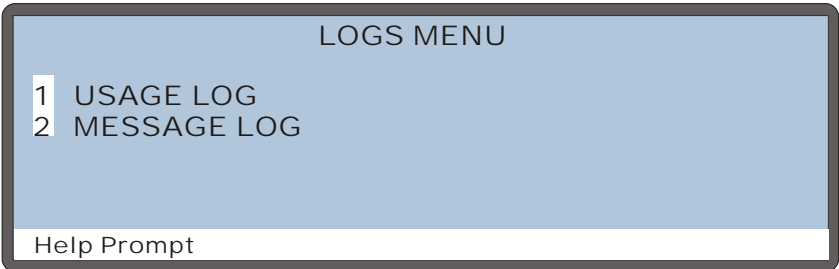 LOGS MENU
1 USAGE LOG
2 MESSAGE LOG
Help Prompt